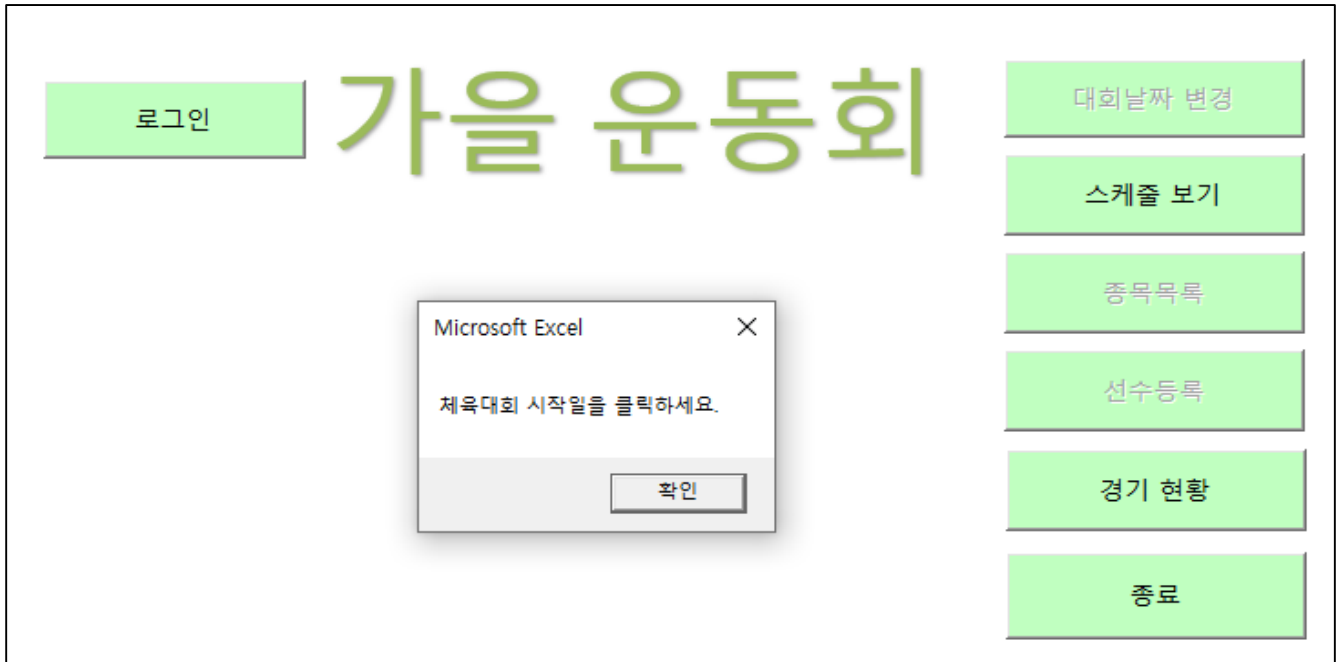 로그인
가을 운동회
대회날짜 변경
스케줄 보기
종목목록
선수등록
경기 현황
종료
Microsoft Excel
체육대회 시작일을 클릭하세요.
확인